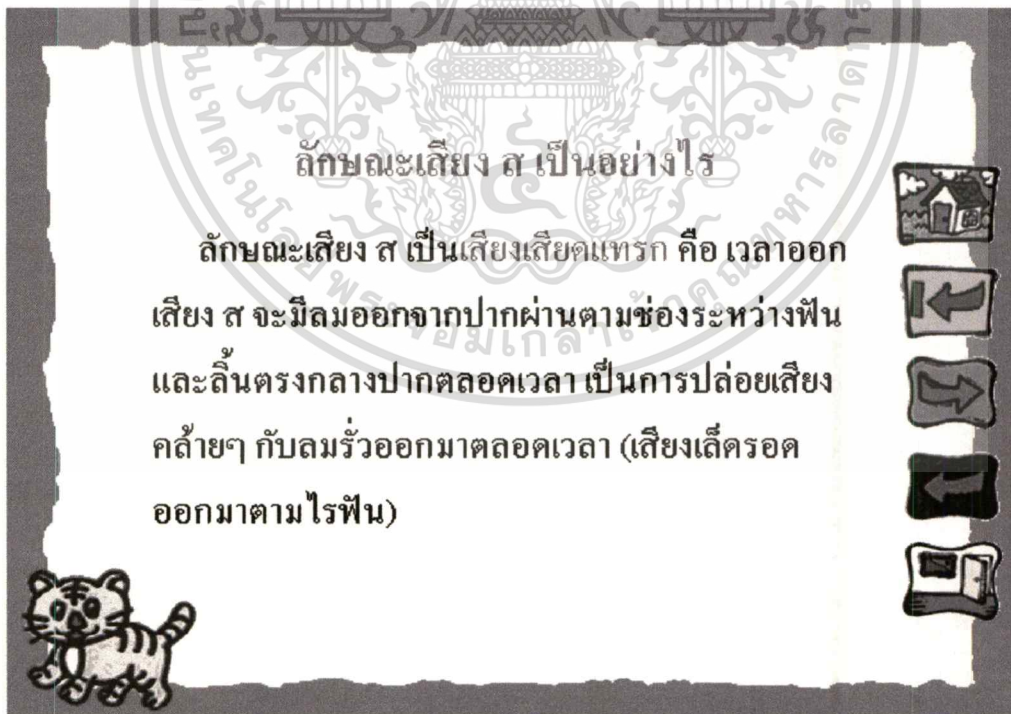 ลักษณะเสียง ส เป็นอย่างไร
ลักษณะเสียง ส เป็นเสียงเสียดแทรก คือ เวลาออก
เสียง ส จะมีลมออกจากปากผ่านตามช่องระหว่างฟัน
และลิ้นตรงกลางปากตลอดเวลา เป็นการปล่อยเสียง
คล้ายๆ กับลมรั่วออกมาตลอดเวลา (เสียงเล็ดรอด
ออกมาตามไรฟัน)